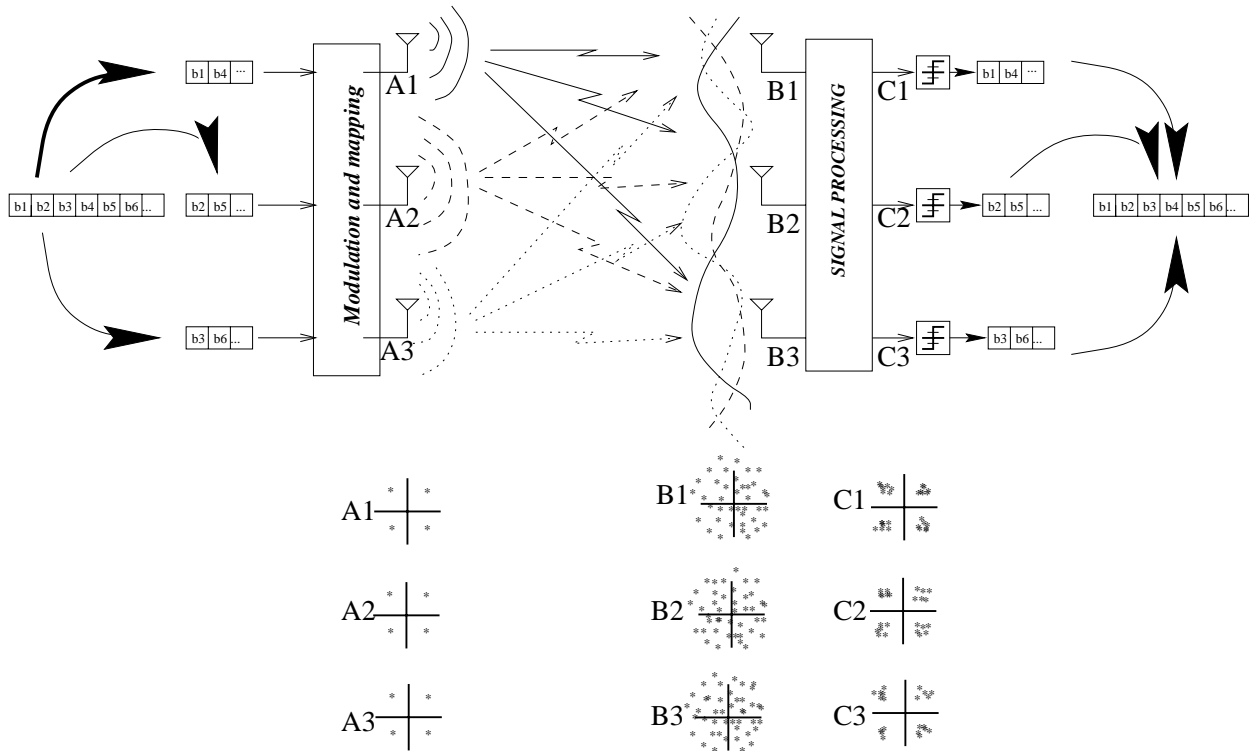 b1 b4 ...
A1
B1
C1
b1 b4 ...
Modulation and mapping
SIGNAL PROCESSING
b1 b2 b3 b4 b5 b6 ...
b2 b5 ...
A2
B2
C2
b2 b5 ...
b1 b2 b3 b4 b5 b6 ...
b3 b6 ...
A3
B3
C3
b3 b6 ...
A1
B1
C1
A2
B2
C2
A3
B3
C3